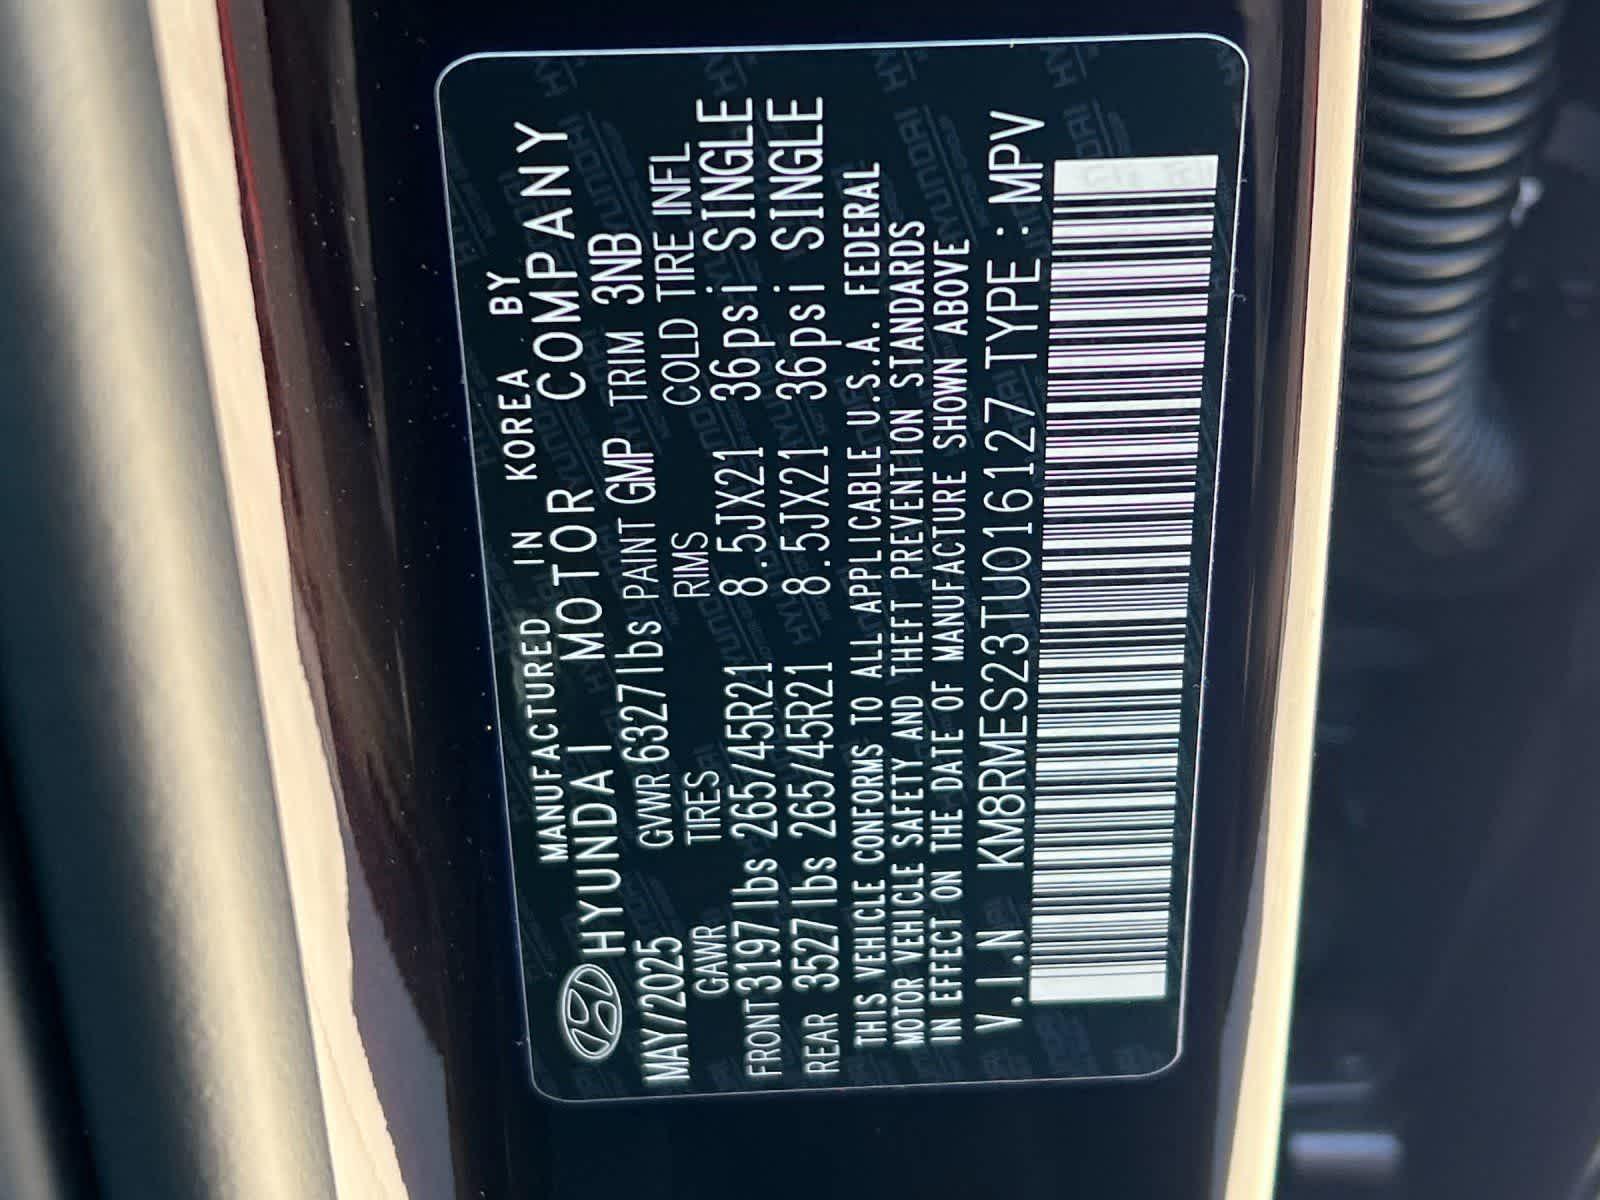 MANUFACTURED IN KOREA BY
HYUNDAI MOTOR COMPANY
MAY/2025 GVWR 6327lbs PAINT GMP TRIM 3NB
GAWR TIRES RIMS COLD TIRE INFL
FRONT 3197lbs 265/45R21 8.5JX21 36psi SINGLE
REAR 3527lbs 265/45R21 8.5JX21 36psi SINGLE
THIS VEHICLE CONFORMS TO ALL APPLICABLE U.S.A. FEDERAL
MOTOR VEHICLE SAFETY AND THEFT PREVENTION STANDARDS
IN EFFECT ON THE DATE OF MANUFACTURE SHOWN ABOVE
V.I.N KM8RMES23TU016127 TYPE : MPV